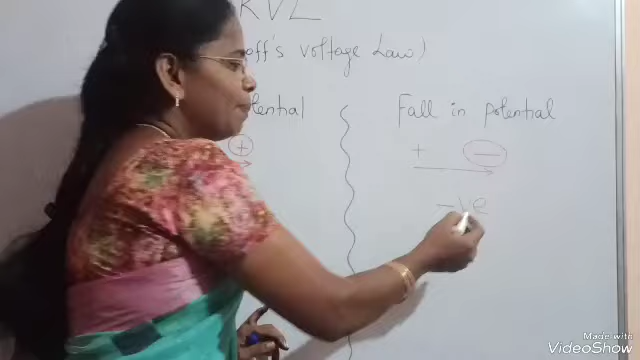 KVL
off's voltage Law)
tential
Fall in potential
+
+ −
−ve
Made with
VideoShow